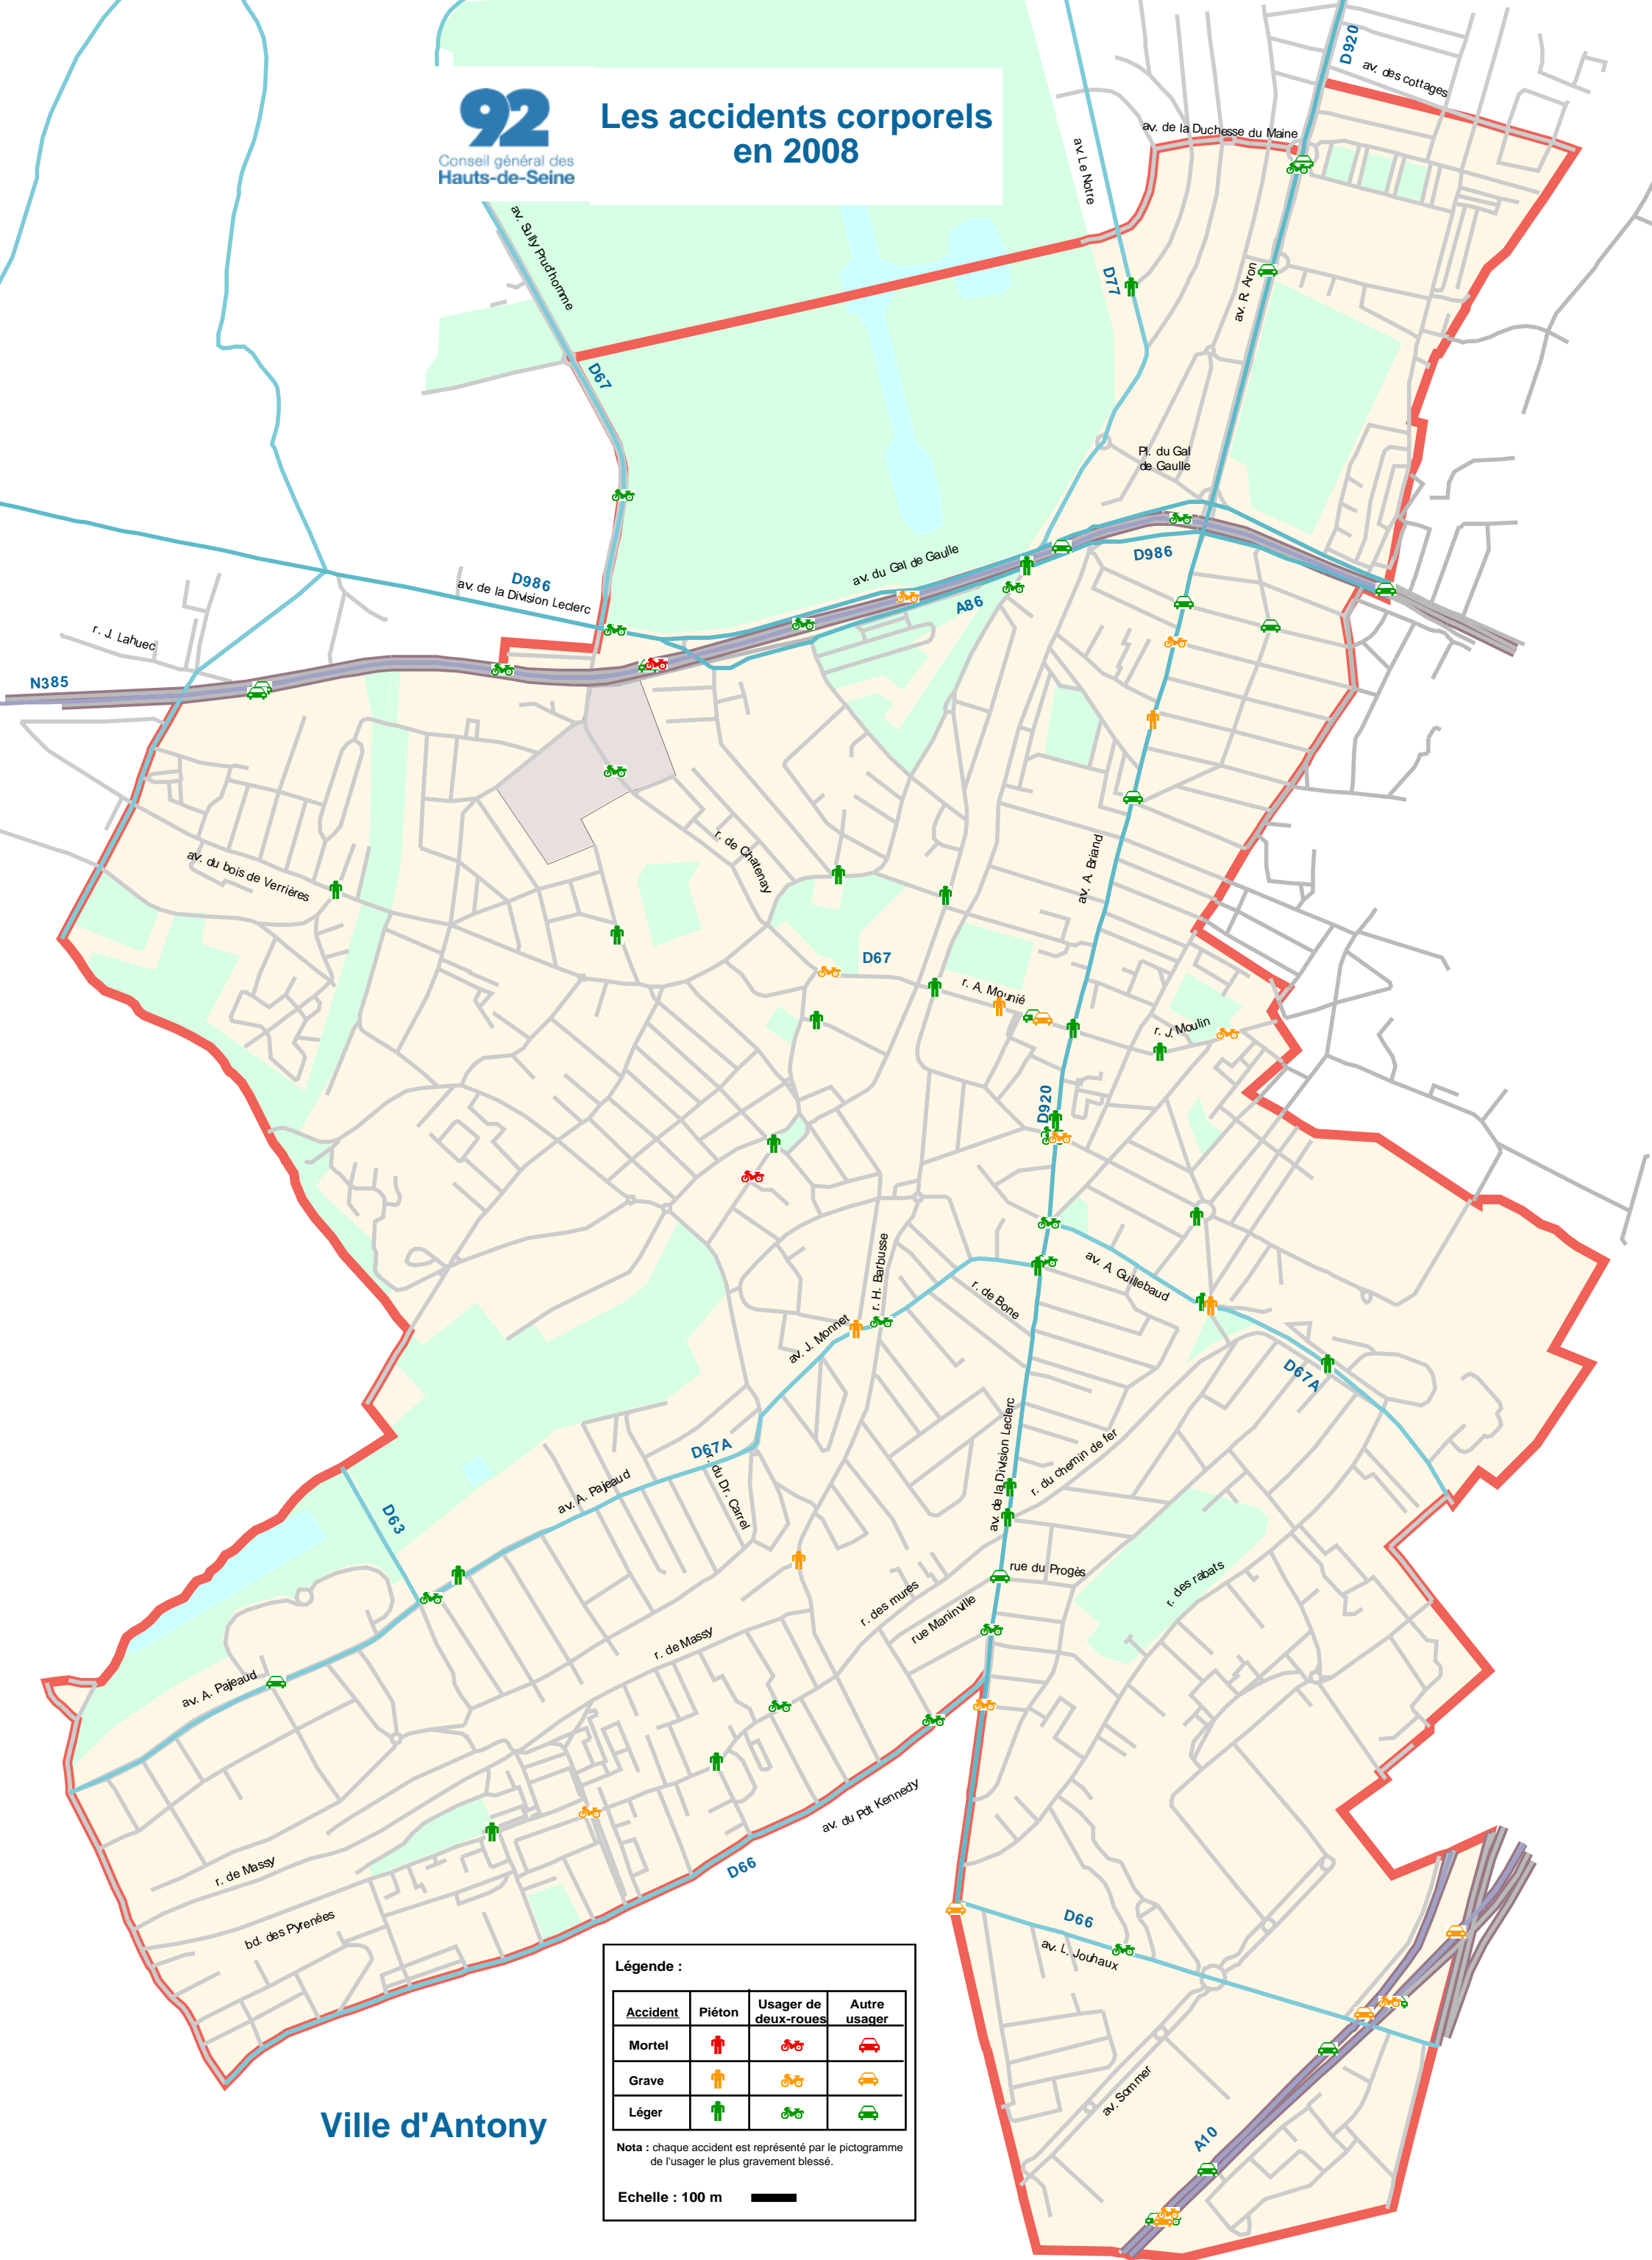 D920
av. des cottages
92
Conseil général des
Hauts-de-Seine
Les accidents corporels
en 2008
av. de la Duchesse du Maine
av. Le Notre
av. Sully Prud'homme
D77
av. R. Aron
D67
Pl. du Gal
de Gaulle
av. du Gal de Gaulle
D986
D986
av. de la Division Leclerc
A86
r. J. Lahuec
N385
r. de Chatenay
av. A. Briand
av. du bois de Verrières
D67
r. A. Mounié
r. J. Moulin
D920
r. H. Barbusse
av. A Guillebaud
r. de Bone
av. J. Monnet
D67A
D67A
r. du Dr. Carrel
av. de la Division Leclerc
r. du chemin de fer
av. A. Pajeaud
D63
rue du Progès
r. des rabats
r. des mures
rue Maninville
r. de Massy
av. A. Pajeaud
av. du Pdt Kennedy
r. de Massy
D66
bd. des Pyrenées
D66
av. L. Jouhaux
av. Sommer
A10
Ville d'Antony
Légende :
Accident Piéton Usager de deux-roues Autre usager
Mortel
Grave
Léger
Nota : chaque accident est représenté par le pictogramme
de l'usager le plus gravement blessé.
Echelle : 100 m